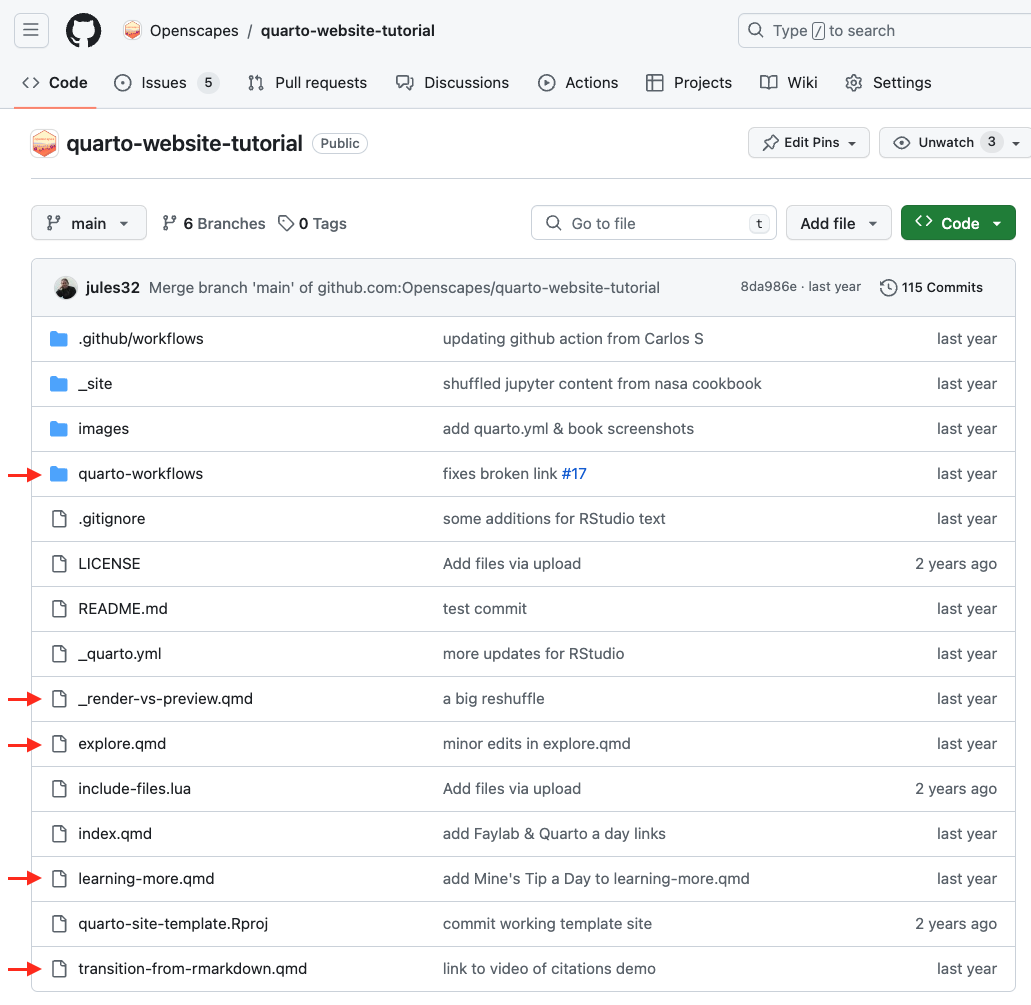 Openscapes / quarto-website-tutorial
Type / to search
Code Issues 5 Pull requests Discussions Actions Projects Wiki Settings
quarto-website-tutorial Public
Edit Pins Unwatch 3
main 6 Branches 0 Tags Go to file t Add file Code
jules32 Merge branch 'main' of github.com:Openscapes/quarto-website-tutorial 8da986e · last year 115 Commits
.github/workflows updating github action from Carlos S last year
_site shuffled jupyter content from nasa cookbook last year
images add quarto.yml & book screenshots last year
quarto-workflows fixes broken link #17 last year
.gitignore some additions for RStudio text last year
LICENSE Add files via upload 2 years ago
README.md test commit last year
_quarto.yml more updates for RStudio last year
_render-vs-preview.qmd a big reshuffle last year
explore.qmd minor edits in explore.qmd last year
include-files.lua Add files via upload 2 years ago
index.qmd add Faylab & Quarto a day links last year
learning-more.qmd add Mine's Tip a Day to learning-more.qmd last year
quarto-site-template.Rproj commit working template site 2 years ago
transition-from-rmarkdown.qmd link to video of citations demo last year